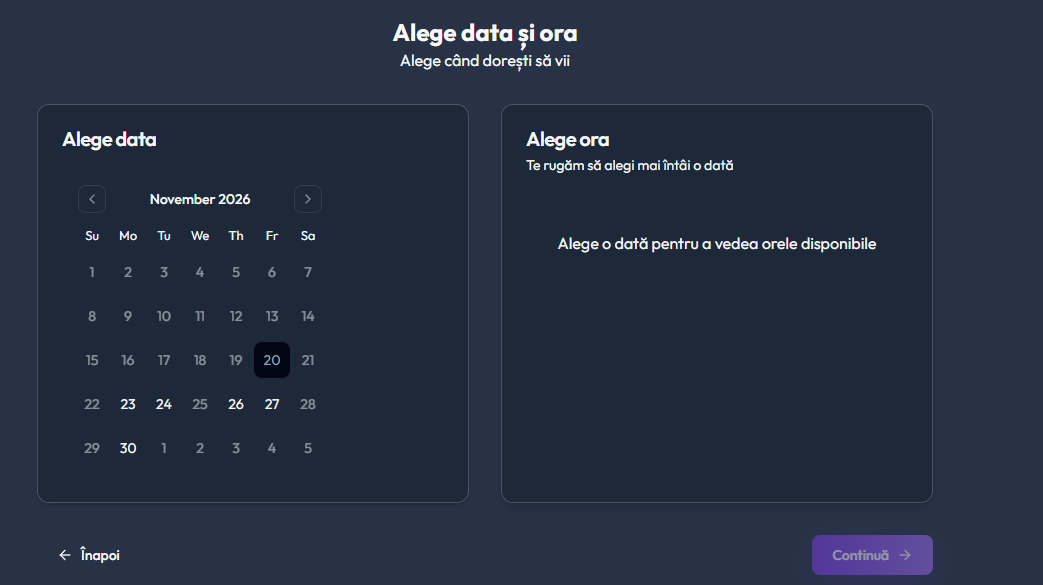 Alege data și ora
Alege când dorești să vii
Alege data
November 2026
Su Mo Tu We Th Fr Sa
1 2 3 4 5 6 7
8 9 10 11 12 13 14
15 16 17 18 19 20 21
22 23 24 25 26 27 28
29 30 1 2 3 4 5
Alege ora
Te rugăm să alegi mai întâi o dată
Alege o dată pentru a vedea orele disponibile
Înapoi
Continuă